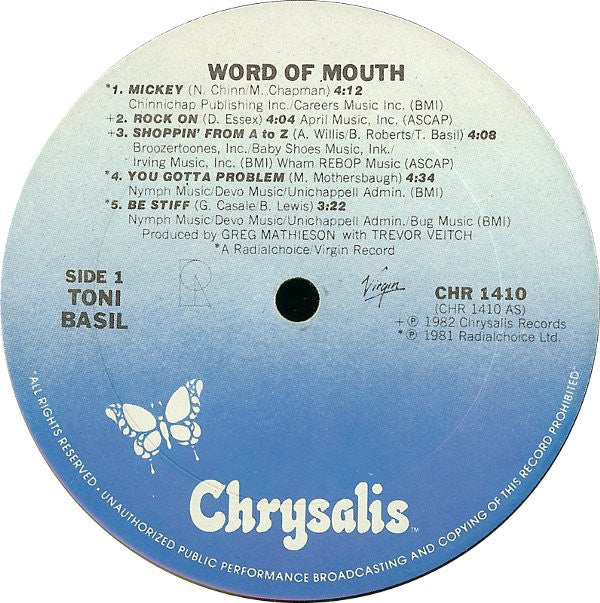 WORD OF MOUTH
*1. MICKEY (N. Chinn/M. Chapman) 4:12
Chinnichap Publishing Inc./Careers Music Inc. (BMI)
+2. ROCK ON (D. Essex) 4:04 April Music, Inc. (ASCAP)
+3. SHOPPIN' FROM A to Z (A. Willis/B. Roberts/T. Basil) 4:08
Broozertoones, Inc./Baby Shoes Music, Ink./
Irving Music, Inc. (BMI) Wham REBOP Music (ASCAP)
*4. YOU GOTTA PROBLEM (M. Mothersbaugh) 4:34
Nymph Music/Devo Music/Unichappell Admin. (BMI)
*5. BE STIFF (G. Casale/B. Lewis) 3:22
Nymph Music/Devo Music/Unichappell Admin./Bug Music (BMI)
Produced by GREG MATHIESON with TREVOR VEITCH
*A Radialchoice/Virgin Record
SIDE 1
TONI
BASIL
Virgin
CHR 1410
(CHR 1410 AS)
+ ℗ 1982 Chrysalis Records
* ℗ 1981 Radialchoice Ltd.
Chrysalis™
ALL RIGHTS RESERVED • UNAUTHORIZED PUBLIC PERFORMANCE BROADCASTING AND COPYING OF THIS RECORD PROHIBITED